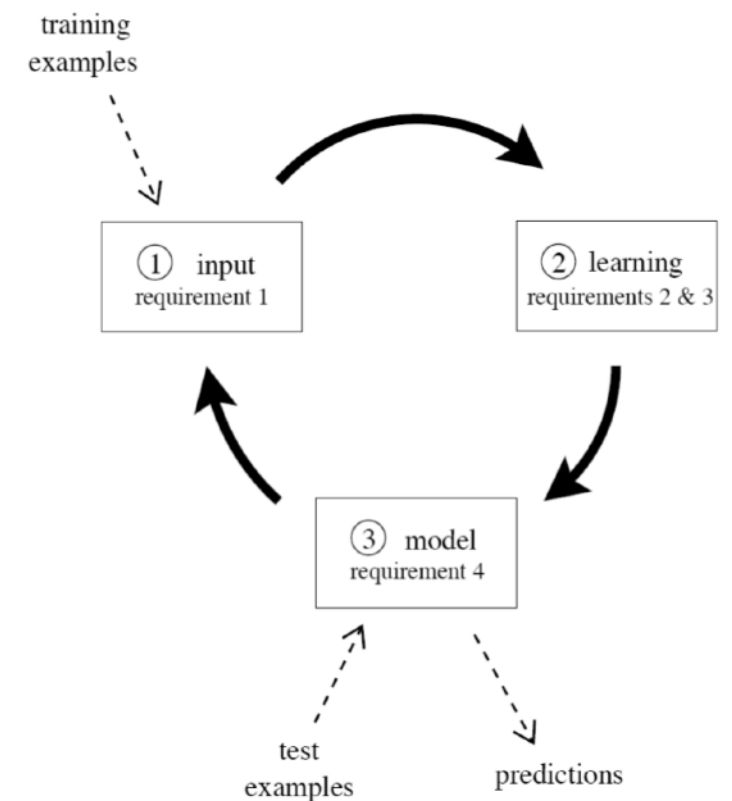 training
examples
① input
requirement 1
② learning
requirements 2 & 3
③ model
requirement 4
test
examples
predictions